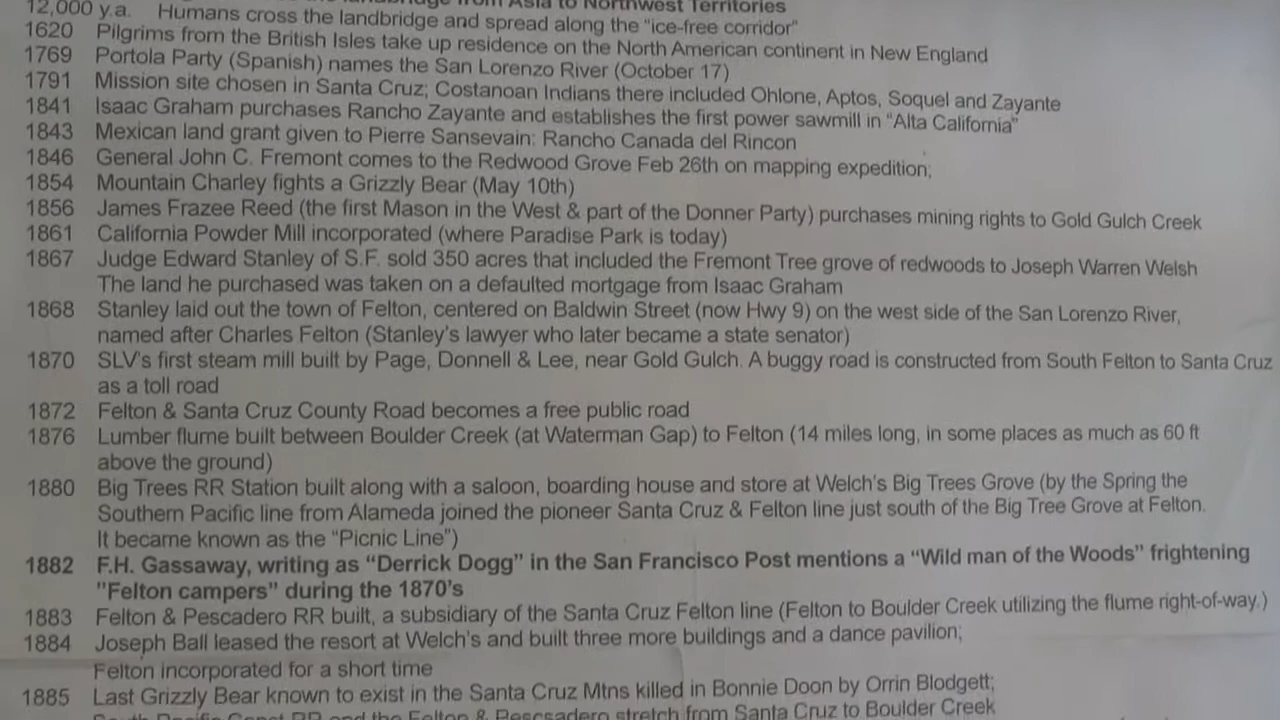 landbridge from Asia to Northwest Territories
12,000 y.a. Humans cross the landbridge and spread along the "ice-free corridor"
1620 Pilgrims from the British Isles take up residence on the North American continent in New England
1769 Portola Party (Spanish) names the San Lorenzo River (October 17)
1791 Mission site chosen in Santa Cruz; Costanoan Indians there included Ohlone, Aptos, Soquel and Zayante
1841 Isaac Graham purchases Rancho Zayante and establishes the first power sawmill in "Alta California"
1843 Mexican land grant given to Pierre Sansevain: Rancho Canada del Rincon
1846 General John C. Fremont comes to the Redwood Grove Feb 26th on mapping expedition;
1854 Mountain Charley fights a Grizzly Bear (May 10th)
1856 James Frazee Reed (the first Mason in the West & part of the Donner Party) purchases mining rights to Gold Gulch Creek
1861 California Powder Mill incorporated (where Paradise Park is today)
1867 Judge Edward Stanley of S.F. sold 350 acres that included the Fremont Tree grove of redwoods to Joseph Warren Welsh
The land he purchased was taken on a defaulted mortgage from Isaac Graham
1868 Stanley laid out the town of Felton, centered on Baldwin Street (now Hwy 9) on the west side of the San Lorenzo River,
named after Charles Felton (Stanley's lawyer who later became a state senator)
1870 SLV's first steam mill built by Page, Donnell & Lee, near Gold Gulch. A buggy road is constructed from South Felton to Santa Cruz
as a toll road
1872 Felton & Santa Cruz County Road becomes a free public road
1876 Lumber flume built between Boulder Creek (at Waterman Gap) to Felton (14 miles long, in some places as much as 60 ft
above the ground)
1880 Big Trees RR Station built along with a saloon, boarding house and store at Welch's Big Trees Grove (by the Spring the
Southern Pacific line from Alameda joined the pioneer Santa Cruz & Felton line just south of the Big Tree Grove at Felton.
It became known as the "Picnic Line")
1882 F.H. Gassaway, writing as "Derrick Dogg" in the San Francisco Post mentions a "Wild man of the Woods" frightening
"Felton campers" during the 1870's
1883 Felton & Pescadero RR built, a subsidiary of the Santa Cruz Felton line (Felton to Boulder Creek utilizing the flume right-of-way.)
1884 Joseph Ball leased the resort at Welch's and built three more buildings and a dance pavilion;
Felton incorporated for a short time
1885 Last Grizzly Bear known to exist in the Santa Cruz Mtns killed in Bonnie Doon by Orrin Blodgett;
South Pacific Coast RR and the Felton & Pescsadero stretch from Santa Cruz to Boulder Creek